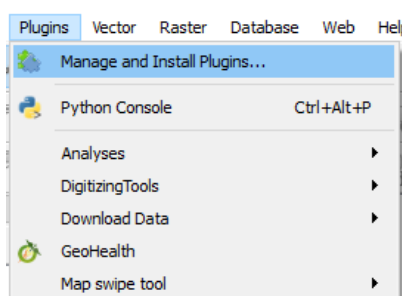 Plugins Vector Raster Database Web Hel
Manage and Install Plugins...
Python Console Ctrl+Alt+P
Analyses
DigitizingTools
Download Data
GeoHealth
Map swipe tool